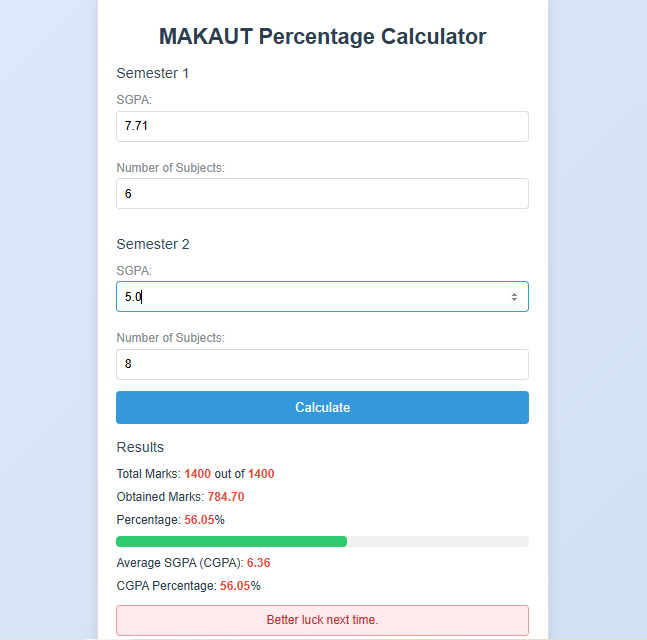 MAKAUT Percentage Calculator
Semester 1
SGPA:
7.71
Number of Subjects:
6
Semester 2
SGPA:
5.0
Number of Subjects:
8
Calculate
Results
Total Marks: 1400 out of 1400
Obtained Marks: 784.70
Percentage: 56.05%
Average SGPA (CGPA): 6.36
CGPA Percentage: 56.05%
Better luck next time.